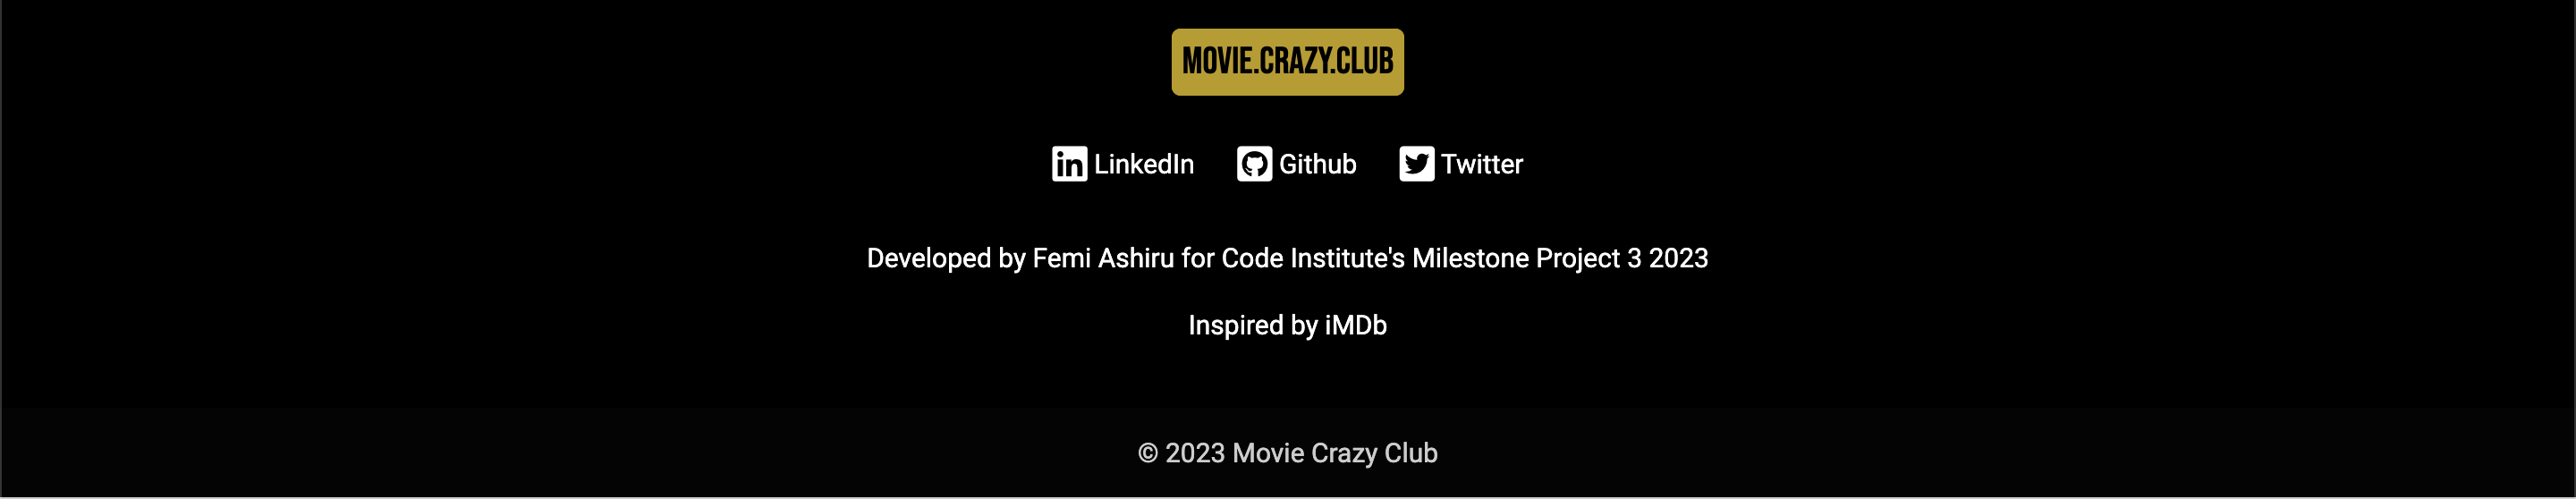 MOVIE.CRAZY.CLUB
LinkedIn Github Twitter
Developed by Femi Ashiru for Code Institute's Milestone Project 3 2023
Inspired by iMDb
© 2023 Movie Crazy Club